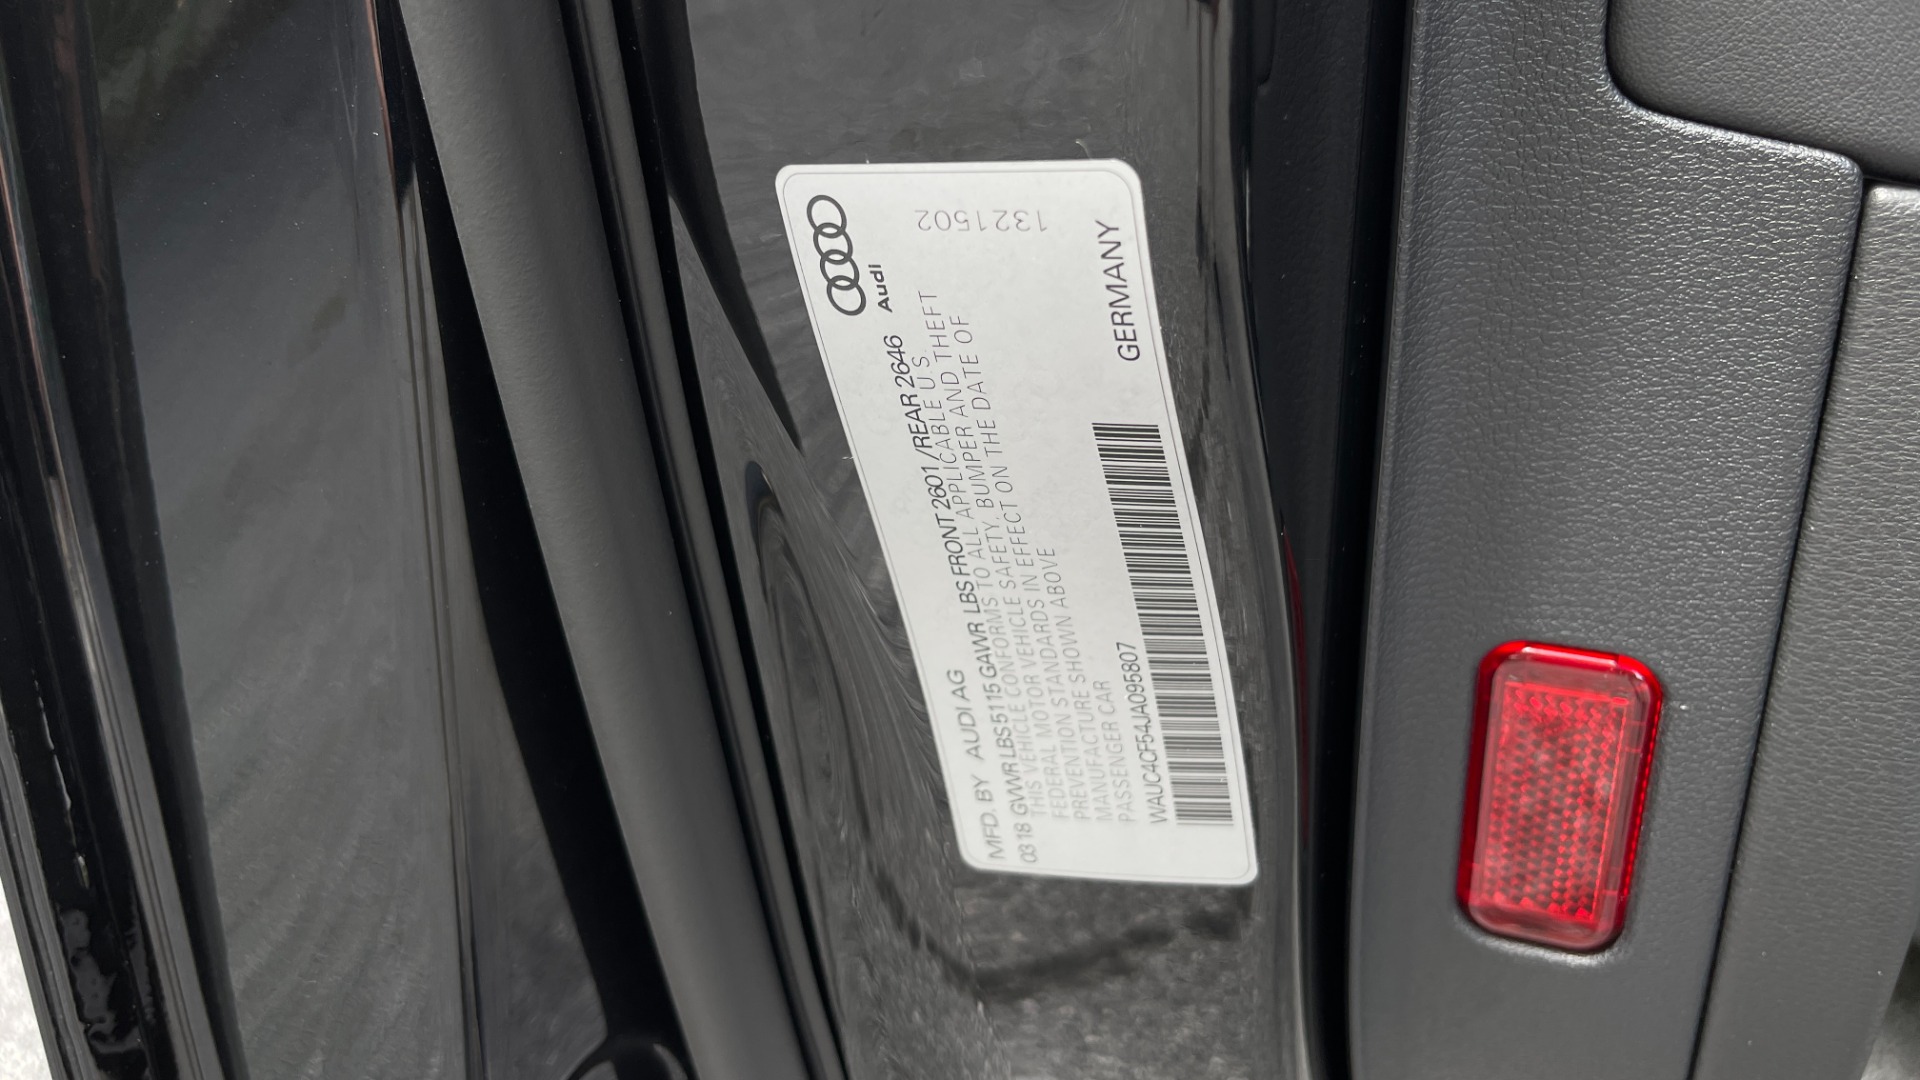 Audi
1321502
MFD. BY AUDI AG
03 18 GVWR LBS 5115 GAWR LBS FRONT 2601 / REAR 2646
THIS VEHICLE CONFORMS TO ALL APPLICABLE U.S.
FEDERAL MOTOR VEHICLE SAFETY, BUMPER AND THEFT
PREVENTION STANDARDS IN EFFECT ON THE DATE OF
MANUFACTURE SHOWN ABOVE
PASSENGER CAR
WAUC4CF54JA095807
GERMANY